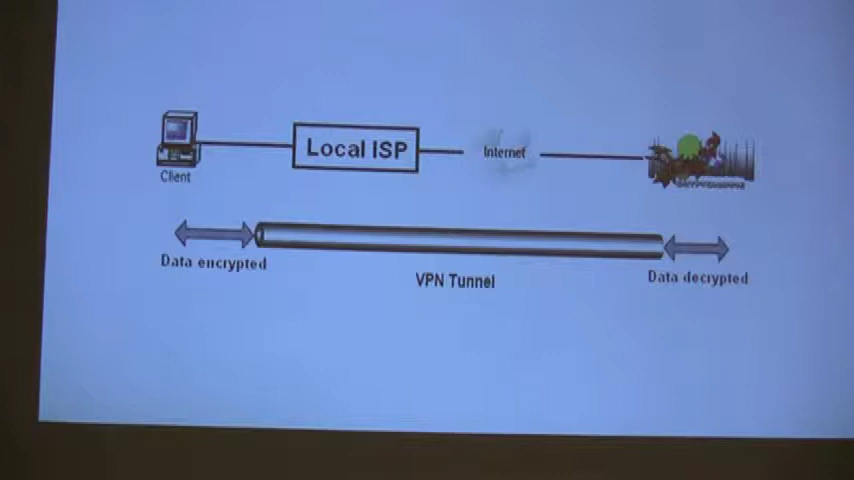 Local ISP
Internet
Client
Data encrypted
VPN Tunnel
Data decrypted